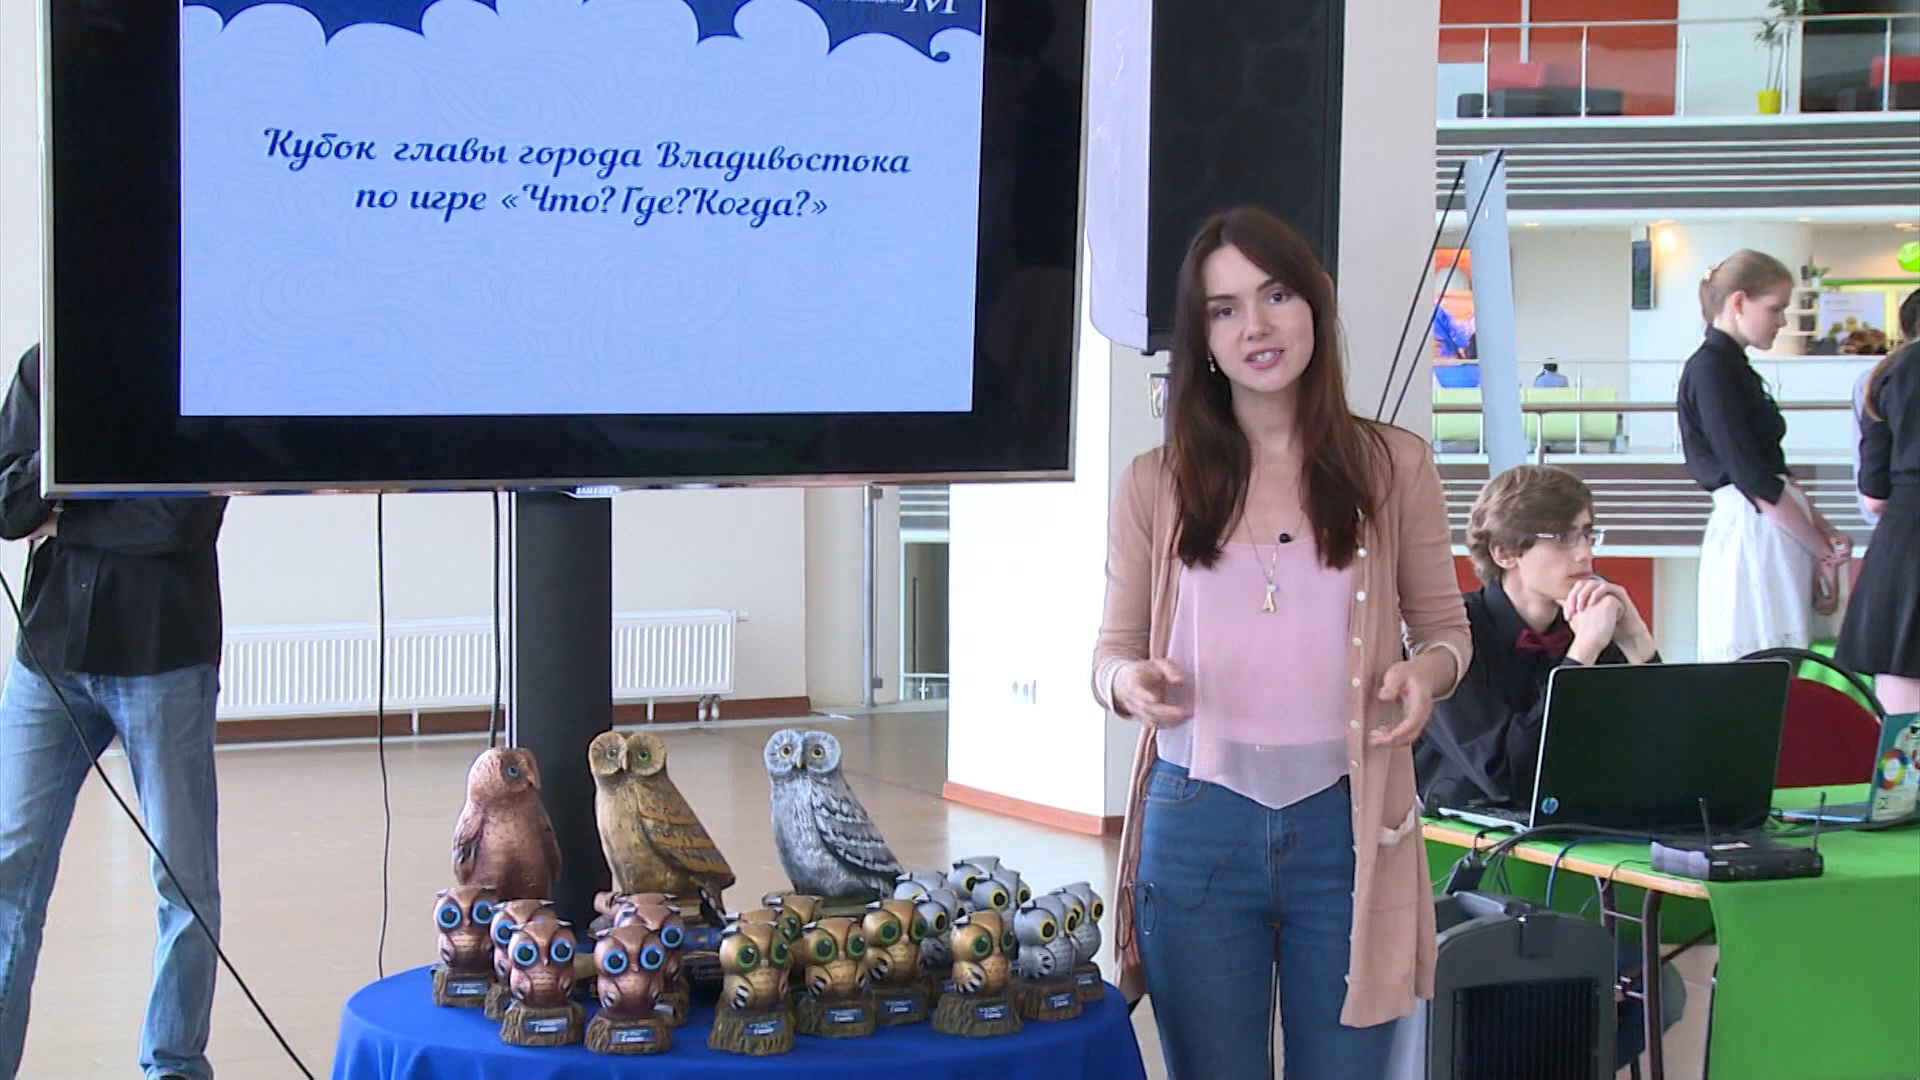 Кубок главы города Владивостока
по игре «Что? Где?Когда?»